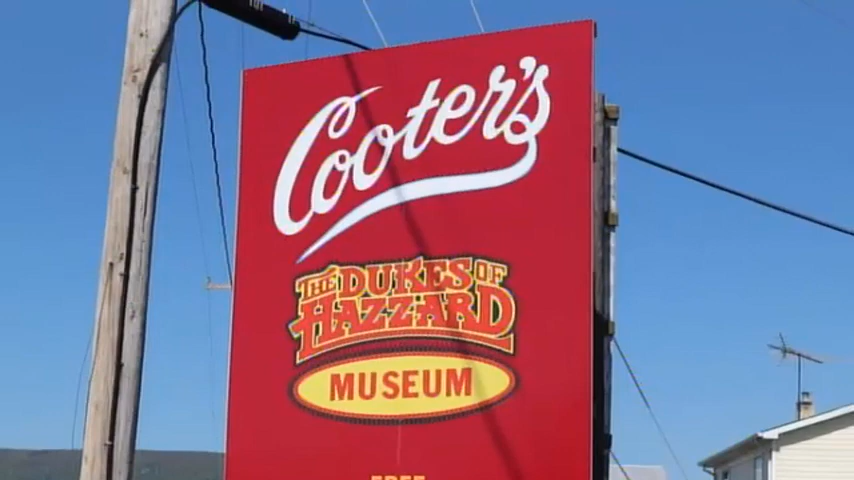 Cooter's
THE DUKES OF
HAZZARD
MUSEUM
FREE